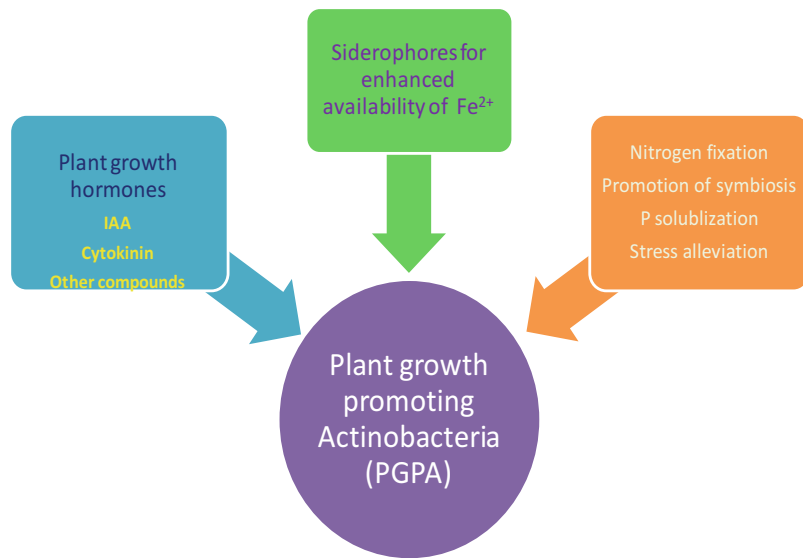 Siderophores for
enhanced
availability of Fe²⁺
Plant growth
hormones
IAA
Cytokinin
Other compounds
Nitrogen fixation
Promotion of symbiosis
P solublization
Stress alleviation
Plant growth
promoting
Actinobacteria
(PGPA)